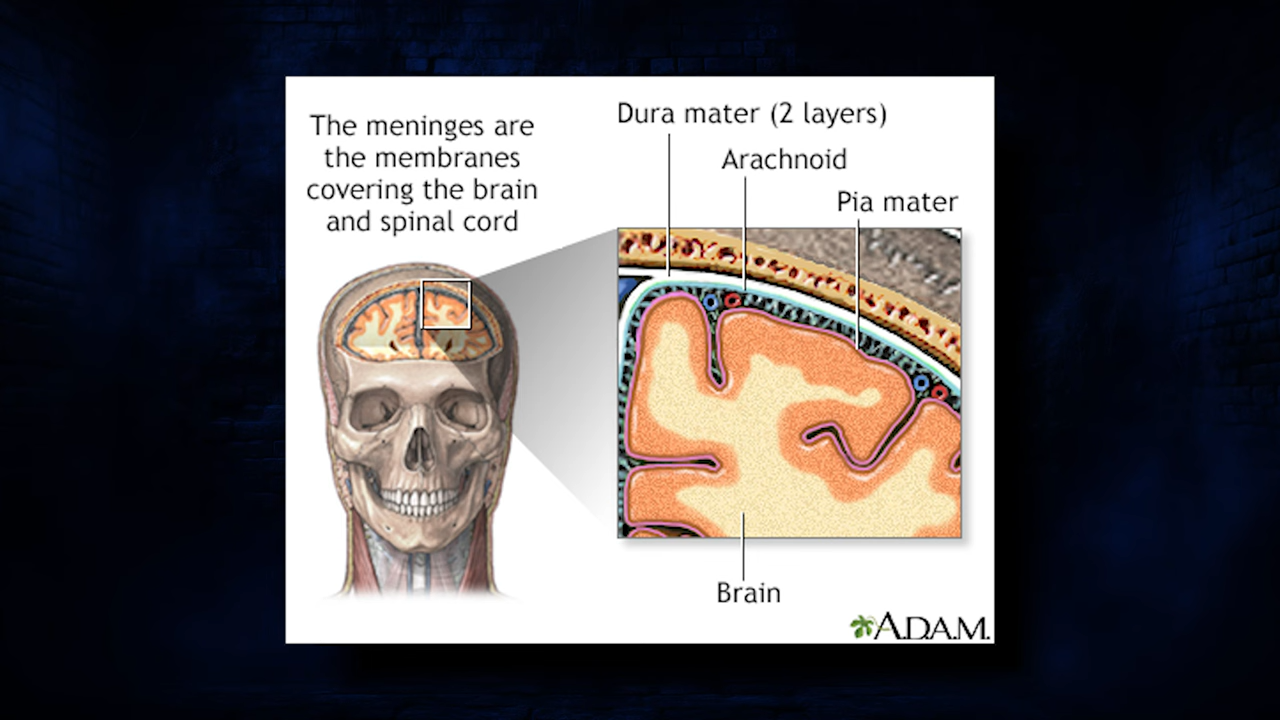 The meninges are
the membranes
covering the brain
and spinal cord
Dura mater (2 layers)
Arachnoid
Pia mater
Brain
A.D.A.M.